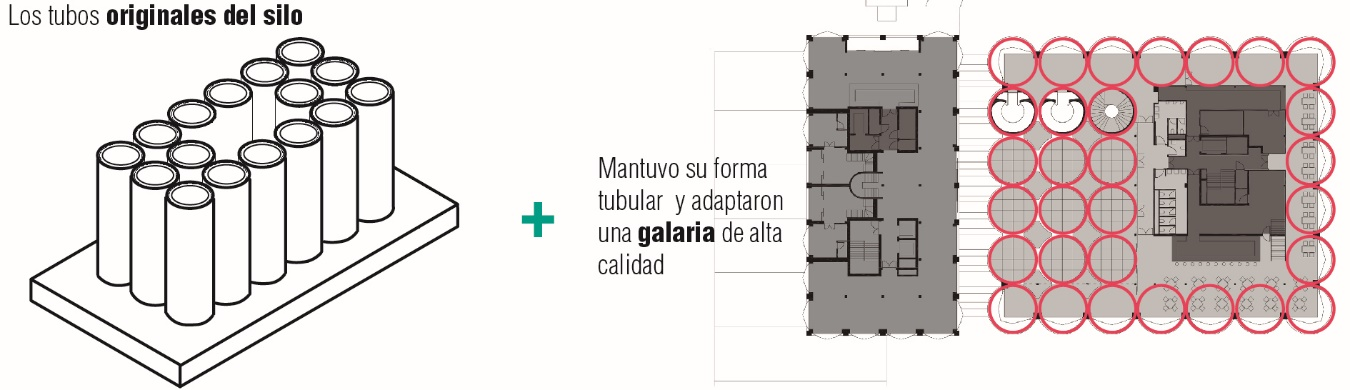 Los tubos originales del silo
+
Mantuvo su forma
tubular y adaptaron
una galaria de alta
calidad